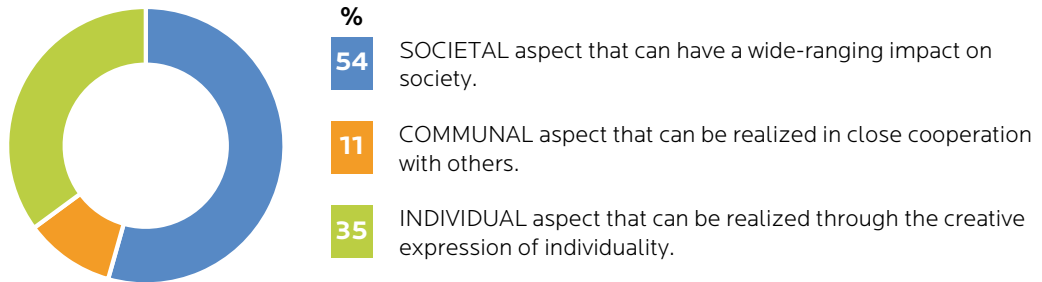 %
54
SOCIETAL aspect that can have a wide-ranging impact on
society.
11
COMMUNAL aspect that can be realized in close cooperation
with others.
35
INDIVIDUAL aspect that can be realized through the creative
expression of individuality.